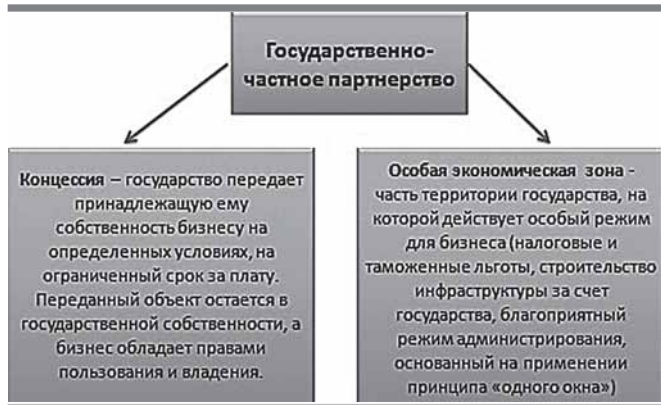 Государственно-
частное партнерство
Концессия – государство передает
принадлежащую ему
собственность бизнесу на
определенных условиях, на
ограниченный срок за плату.
Переданный объект остается в
государственной собственности, а
бизнес обладает правами
пользования и владения.
Особая экономическая зона -
часть территории государства, на
которой действует особый режим
для бизнеса (налоговые и
таможенные льготы, строительство
инфраструктуры за счет
государства, благоприятный
режим администрирования,
основанный на применении
принципа «одного окна»)